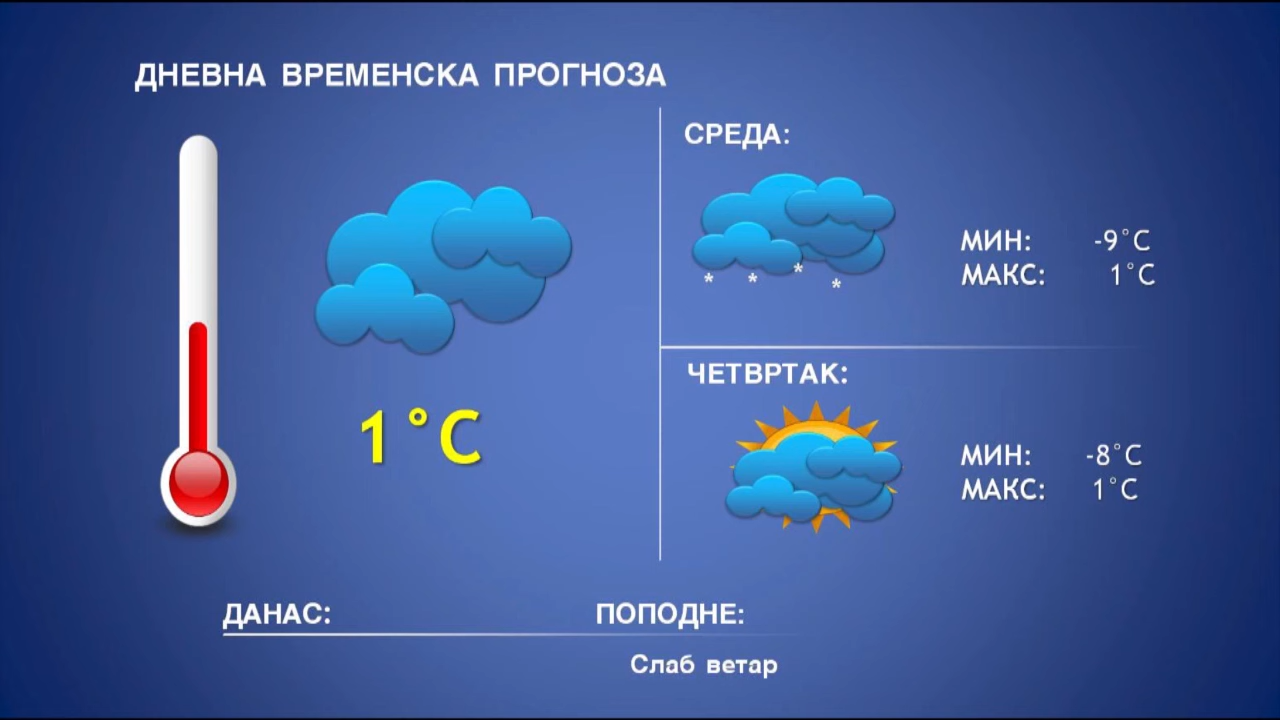 ДНЕВНА ВРЕМЕНСКА ПРОГНОЗА
1°C
СРЕДА:
МИН: -9°C
МАКС: 1°C
ЧЕТВРТАК:
МИН: -8°C
МАКС: 1°C
ДАНАС: ПОПОДНЕ:
Слаб ветар